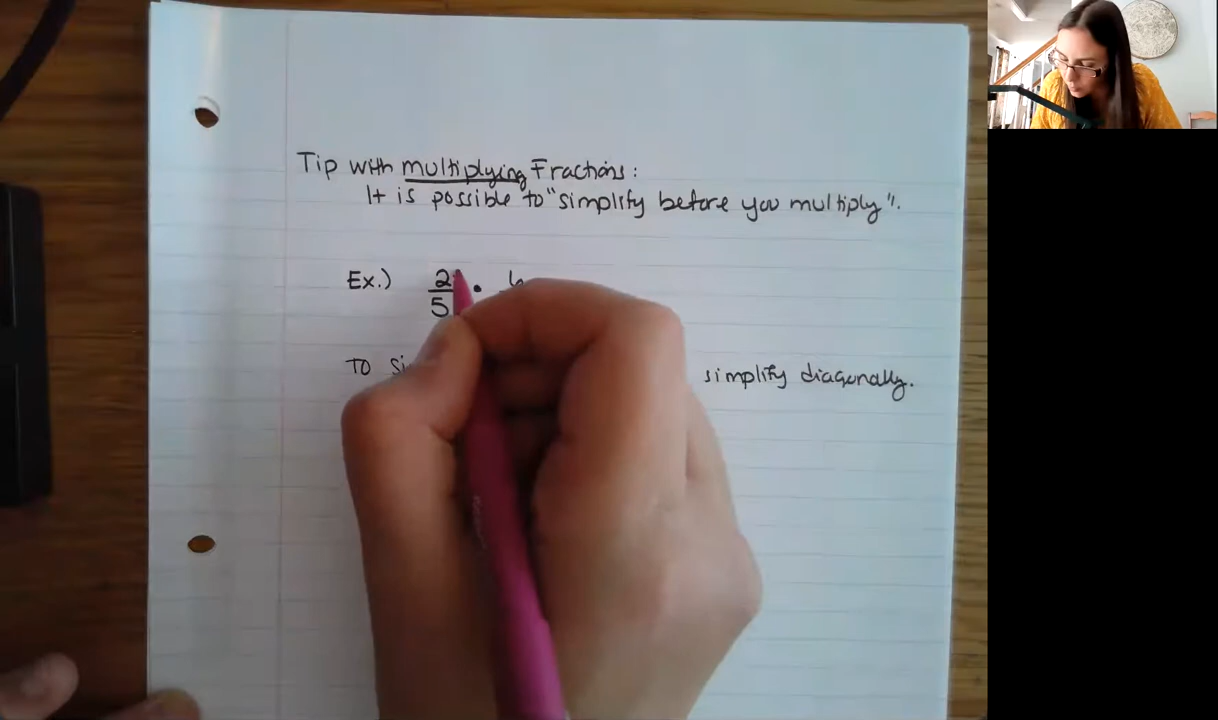 Tip with multiplying Fractions:
It is possible to "simplify before you multiply".
Ex.) 2/5 •
To simplify diagonally.